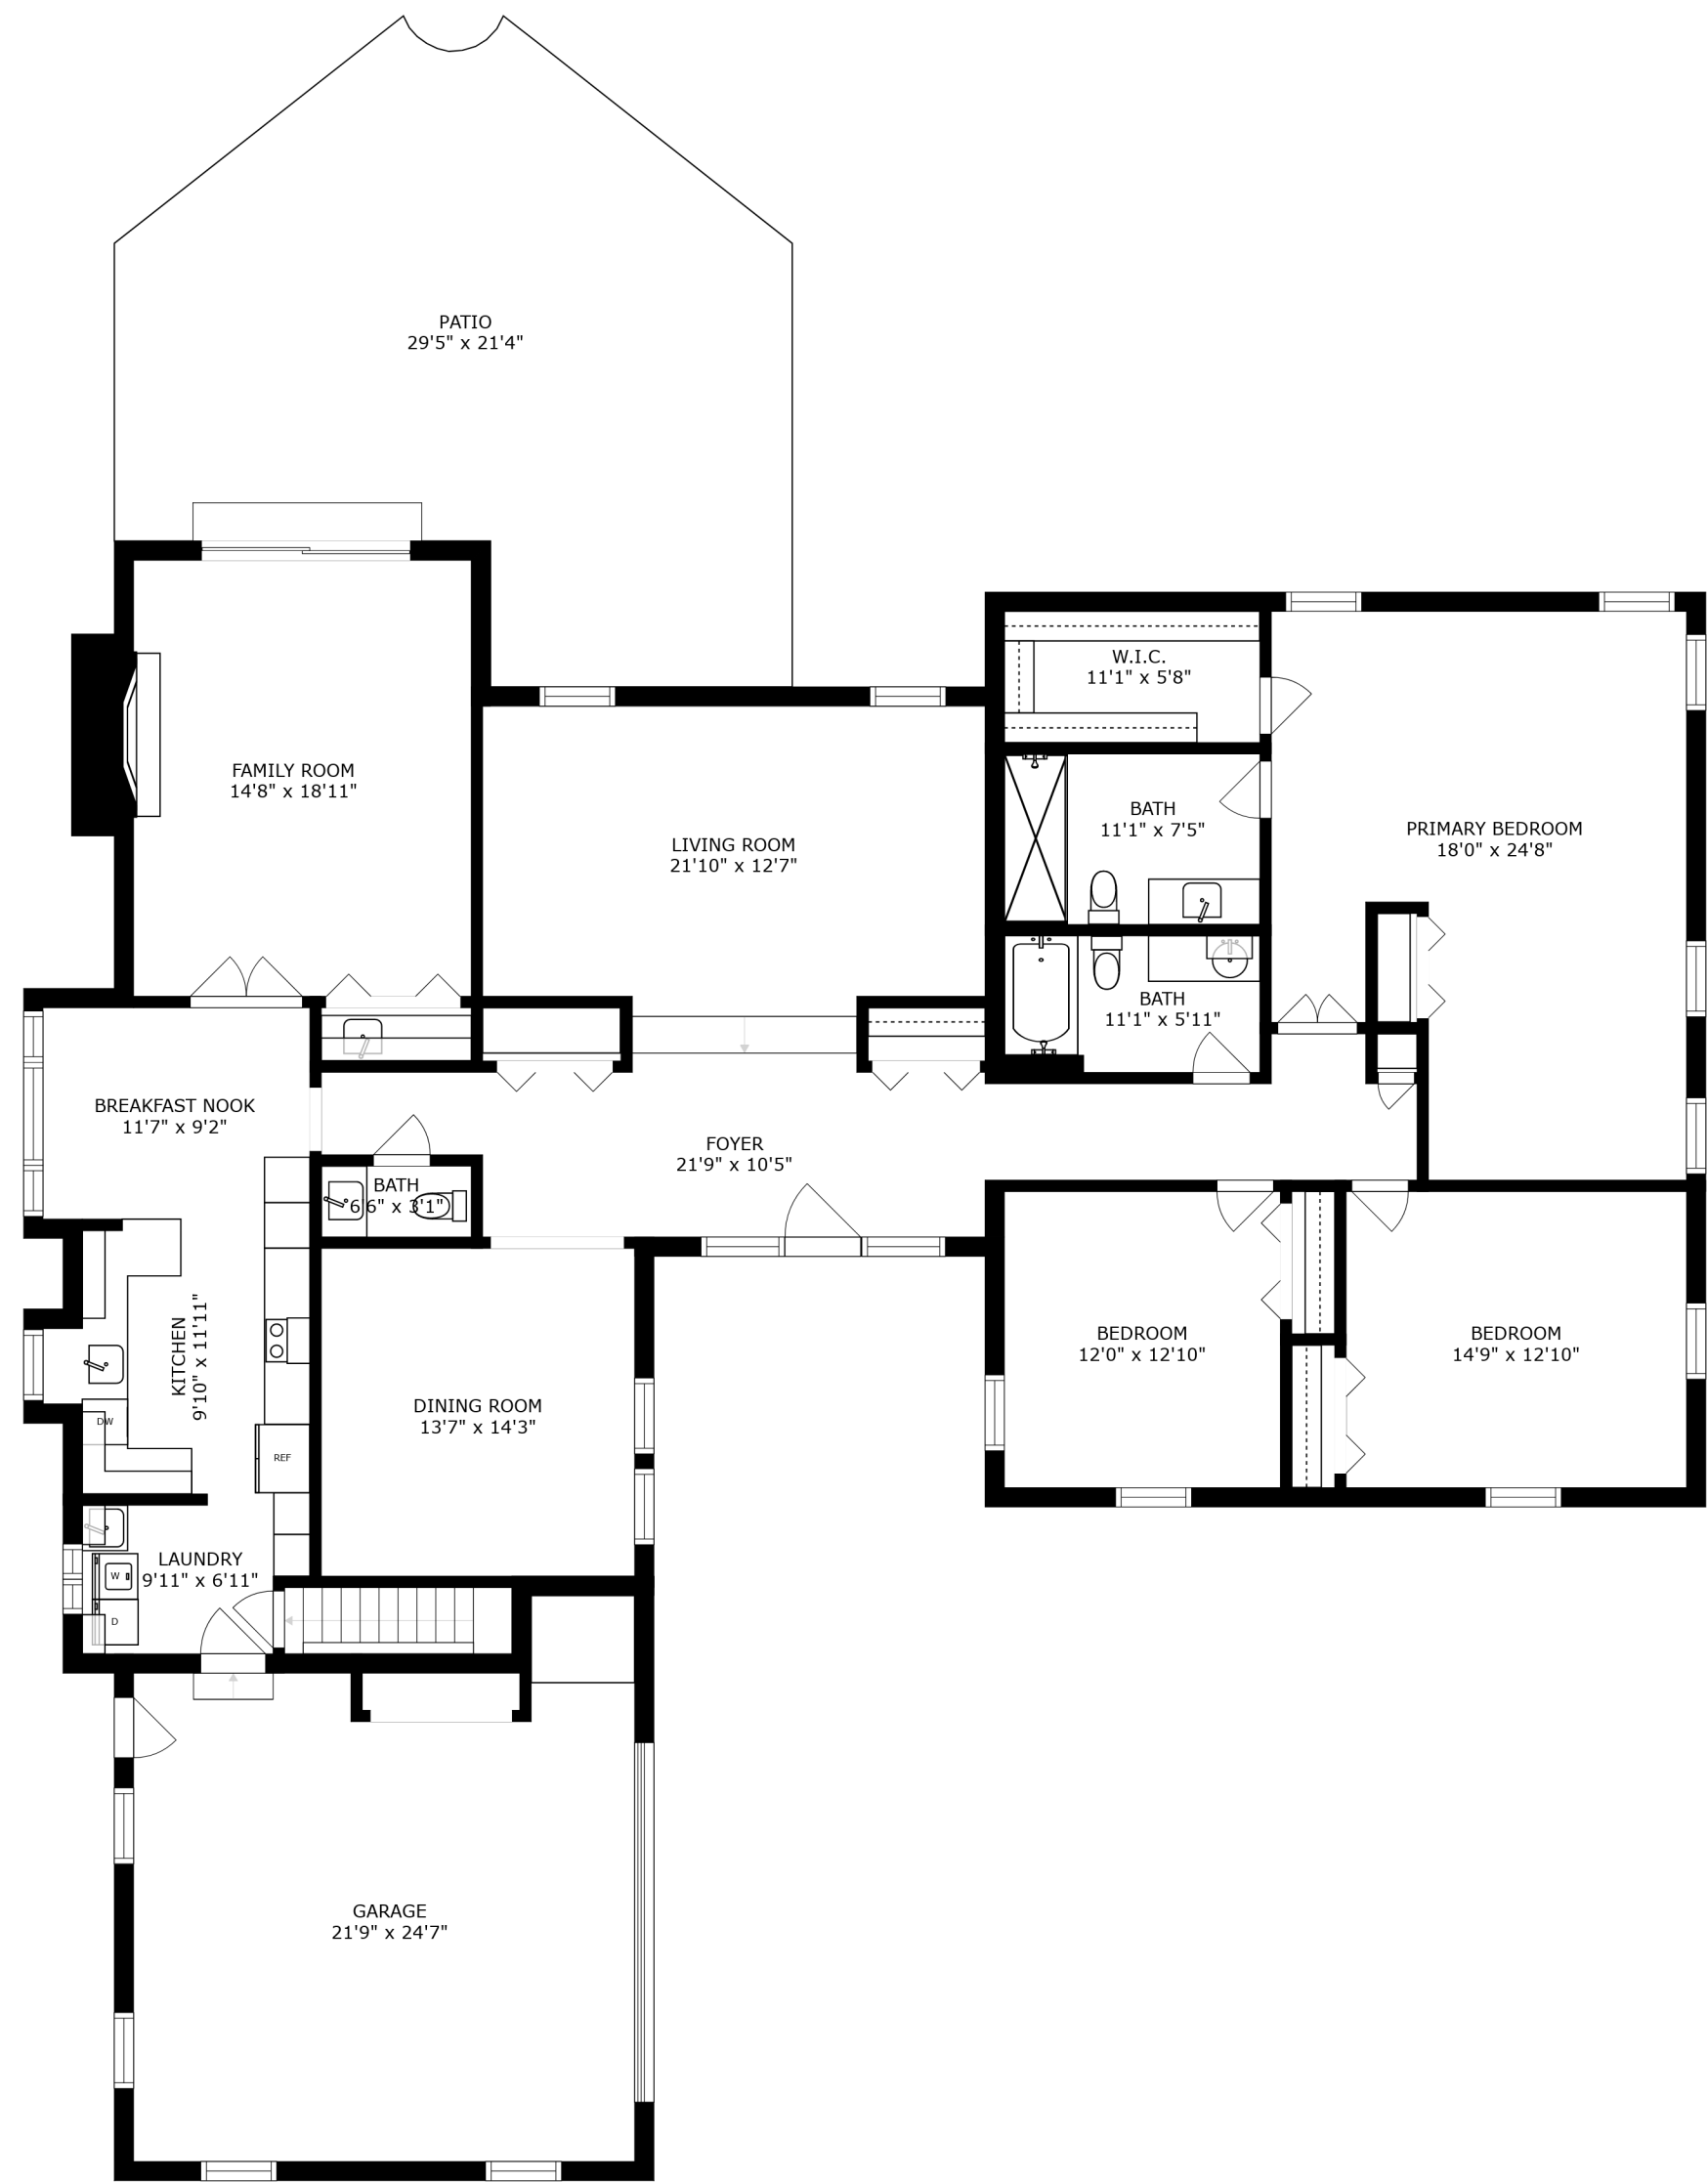 PATIO
29'5" x 21'4"
W.I.C.
11'1" x 5'8"
FAMILY ROOM
14'8" x 18'11"
LIVING ROOM
21'10" x 12'7"
BATH
11'1" x 7'5"
PRIMARY BEDROOM
18'0" x 24'8"
BATH
11'1" x 5'11"
BREAKFAST NOOK
11'7" x 9'2"
FOYER
21'9" x 10'5"
BATH
6'6" x 3'1"
KITCHEN
9'10" x 11'11"
BEDROOM
12'0" x 12'10"
BEDROOM
14'9" x 12'10"
DINING ROOM
13'7" x 14'3"
DW
REF
LAUNDRY
9'11" x 6'11"
W
D
GARAGE
21'9" x 24'7"